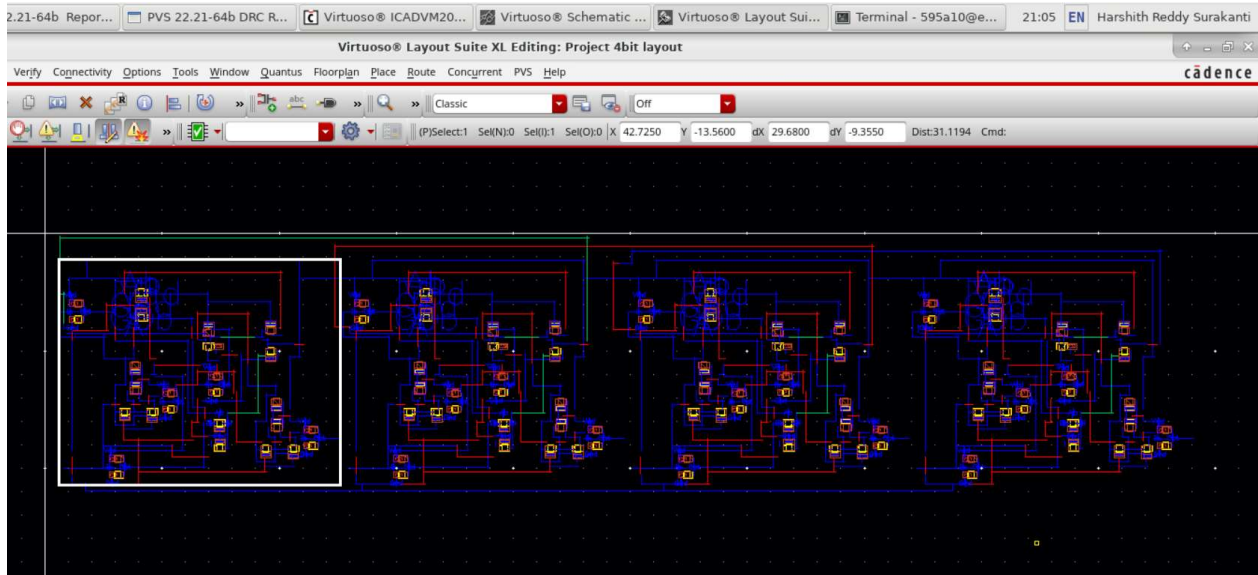 2.21-64b Repor... PVS 22.21-64b DRC R... Virtuoso® ICADVM20... Virtuoso® Schematic ... Virtuoso® Layout Sui... Terminal - 595a10@e... 21:05 EN Harshith Reddy Surakanti
Virtuoso® Layout Suite XL Editing: Project 4bit layout
Verify Connectivity Options Tools Window Quantus Floorplan Place Route Concurrent PVS Help cādence
abc » » Classic Off
» (P)Select:1 Sel(N):0 Sel(I):1 Sel(O):0 X 42.7250 Y -13.5600 dX 29.6800 dY -9.3550 Dist:31.1194 Cmd: